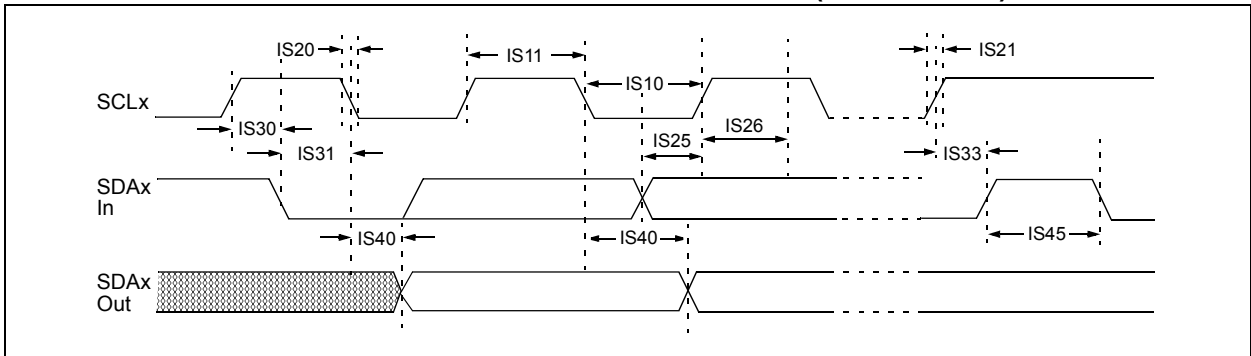 IS20
IS11
IS21
IS10
SCLx
IS30
IS26
IS25
IS31
IS33
SDAx
In
IS40
IS40
IS45
SDAx
Out